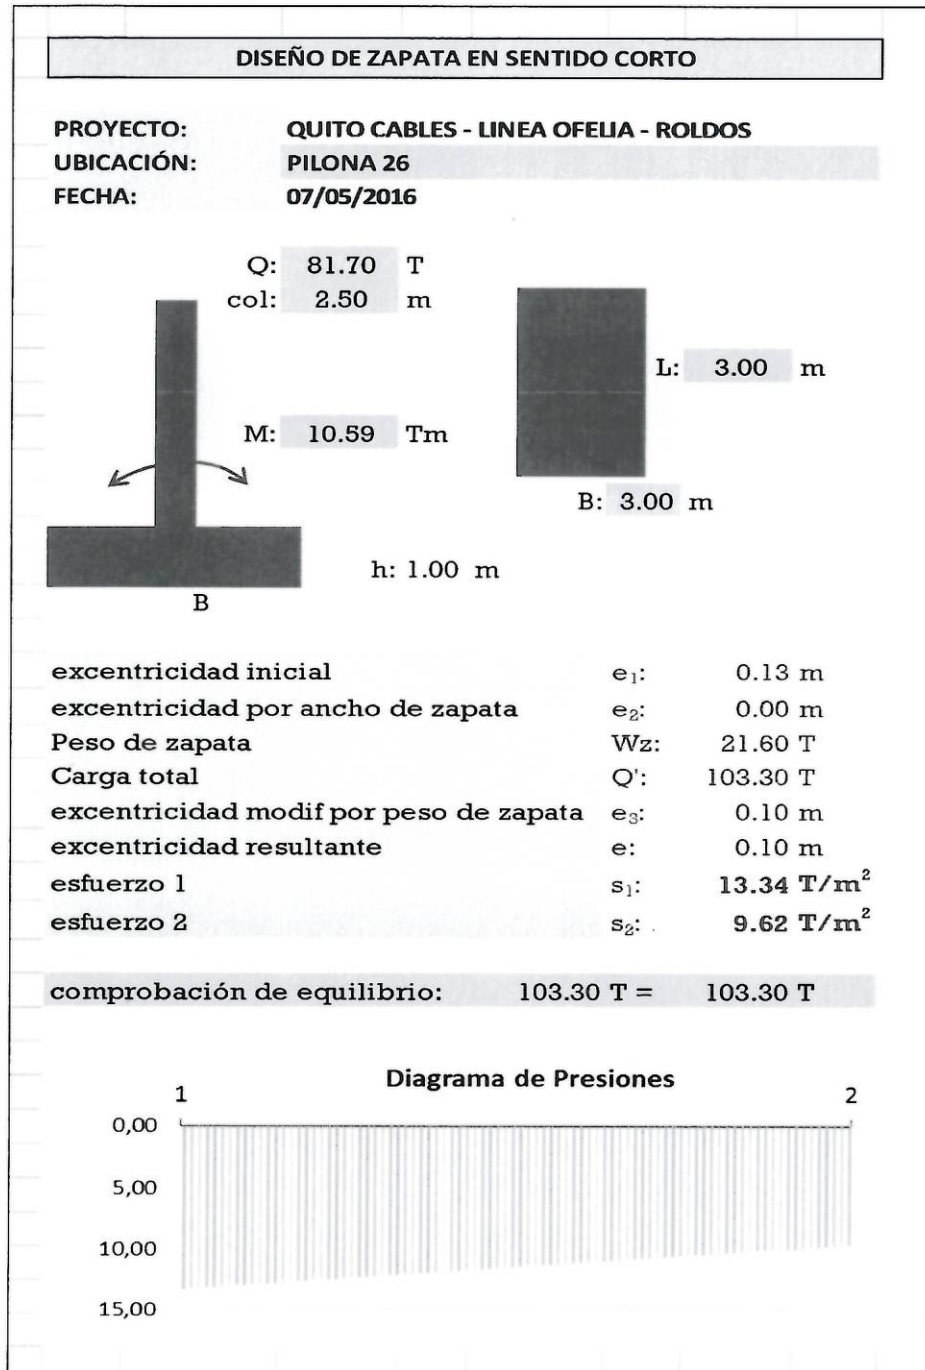 DISEÑO DE ZAPATA EN SENTIDO CORTO
PROYECTO: QUITO CABLES - LINEA OFELIA - ROLDOS
UBICACIÓN: PILONA 26
FECHA: 07/05/2016
Q: 81.70 T
col: 2.50 m
L: 3.00 m
M: 10.59 Tm
B: 3.00 m
h: 1.00 m
B
excentricidad inicial e₁: 0.13 m
excentricidad por ancho de zapata e₂: 0.00 m
Peso de zapata Wz: 21.60 T
Carga total Q': 103.30 T
excentricidad modif por peso de zapata e₃: 0.10 m
excentricidad resultante e: 0.10 m
esfuerzo 1 s₁: 13.34 T/m²
esfuerzo 2 s₂: 9.62 T/m²
comprobación de equilibrio: 103.30 T = 103.30 T
Diagrama de Presiones
1 2
0,00
5,00
10,00
15,00